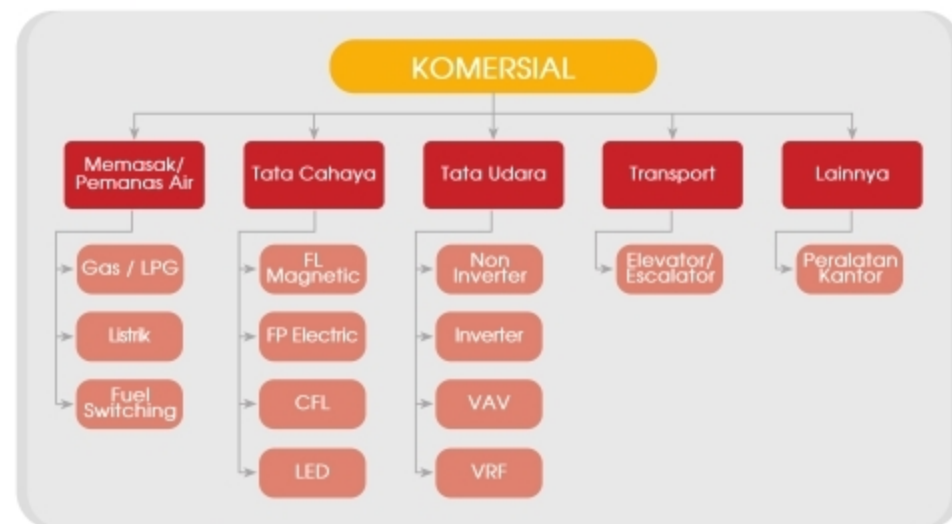 KOMERSIAL
Memasak/
Pemanas Air
Tata Cahaya
Tata Udara
Transport
Lainnya
Gas / LPG
Listrik
Fuel
Switching
FL
Magnetic
FP Electric
CFL
LED
Non
Inverter
Inverter
VAV
VRF
Elevator/
Escalator
Peralatan
Kantor